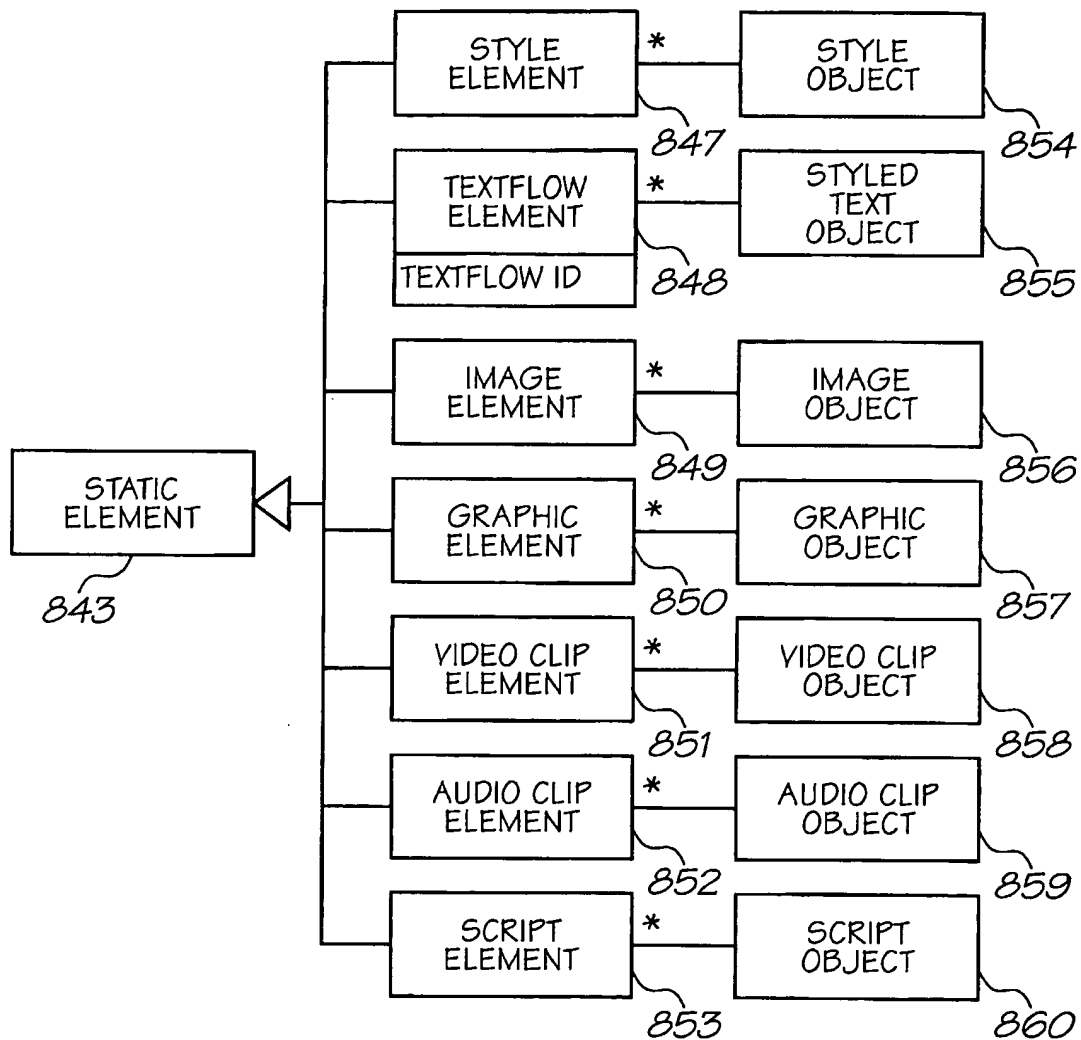 STYLE
ELEMENT
*
STYLE
OBJECT
847
854
TEXTFLOW
ELEMENT
*
STYLED
TEXT
OBJECT
TEXTFLOW ID
848
855
IMAGE
ELEMENT
*
IMAGE
OBJECT
849
856
STATIC
ELEMENT
843
GRAPHIC
ELEMENT
*
GRAPHIC
OBJECT
850
857
VIDEO CLIP
ELEMENT
*
VIDEO CLIP
OBJECT
851
858
AUDIO CLIP
ELEMENT
*
AUDIO CLIP
OBJECT
852
859
SCRIPT
ELEMENT
*
SCRIPT
OBJECT
853
860